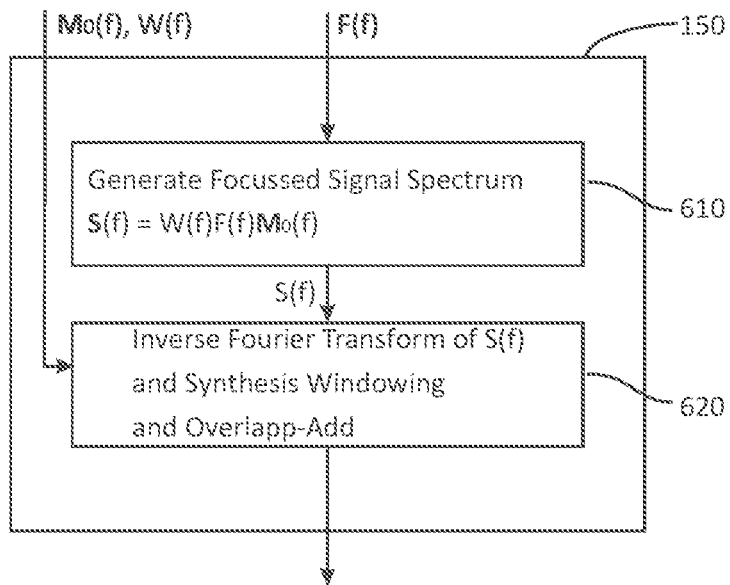 M0(f), W(f)
F(f)
150
Generate Focussed Signal Spectrum
S(f) = W(f)F(f)M0(f)
610
S(f)
Inverse Fourier Transform of S(f)
and Synthesis Windowing
and Overlapp-Add
620